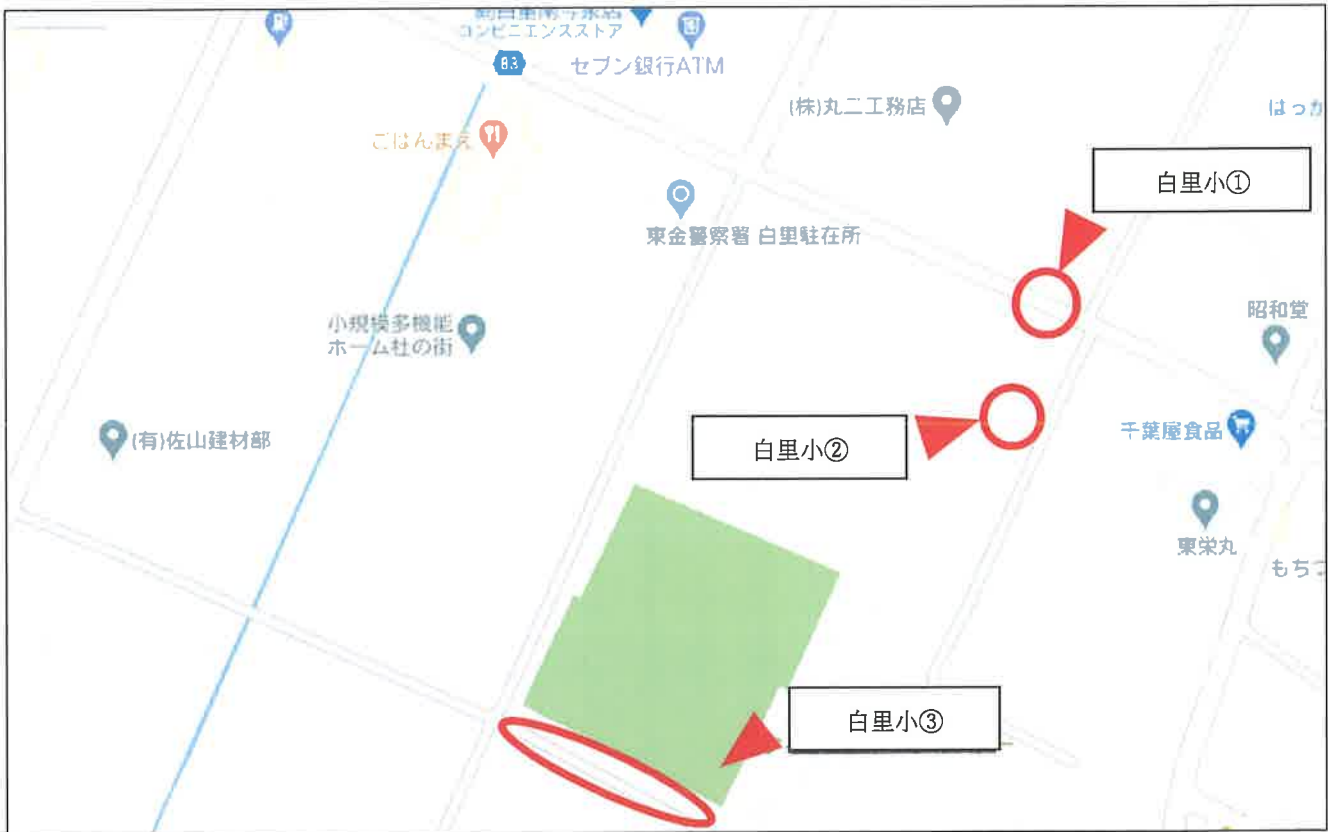 コンビニエンスストア
83
セブン銀行ATM
(株)丸二工務店
はっか
ごはんまえ
白里小①
東金警察署 白里駐在所
小規模多機能
ホーム杜の街
昭和堂
(有)佐山建材部
白里小②
千葉屋食品
東栄丸
もちつ
白里小③